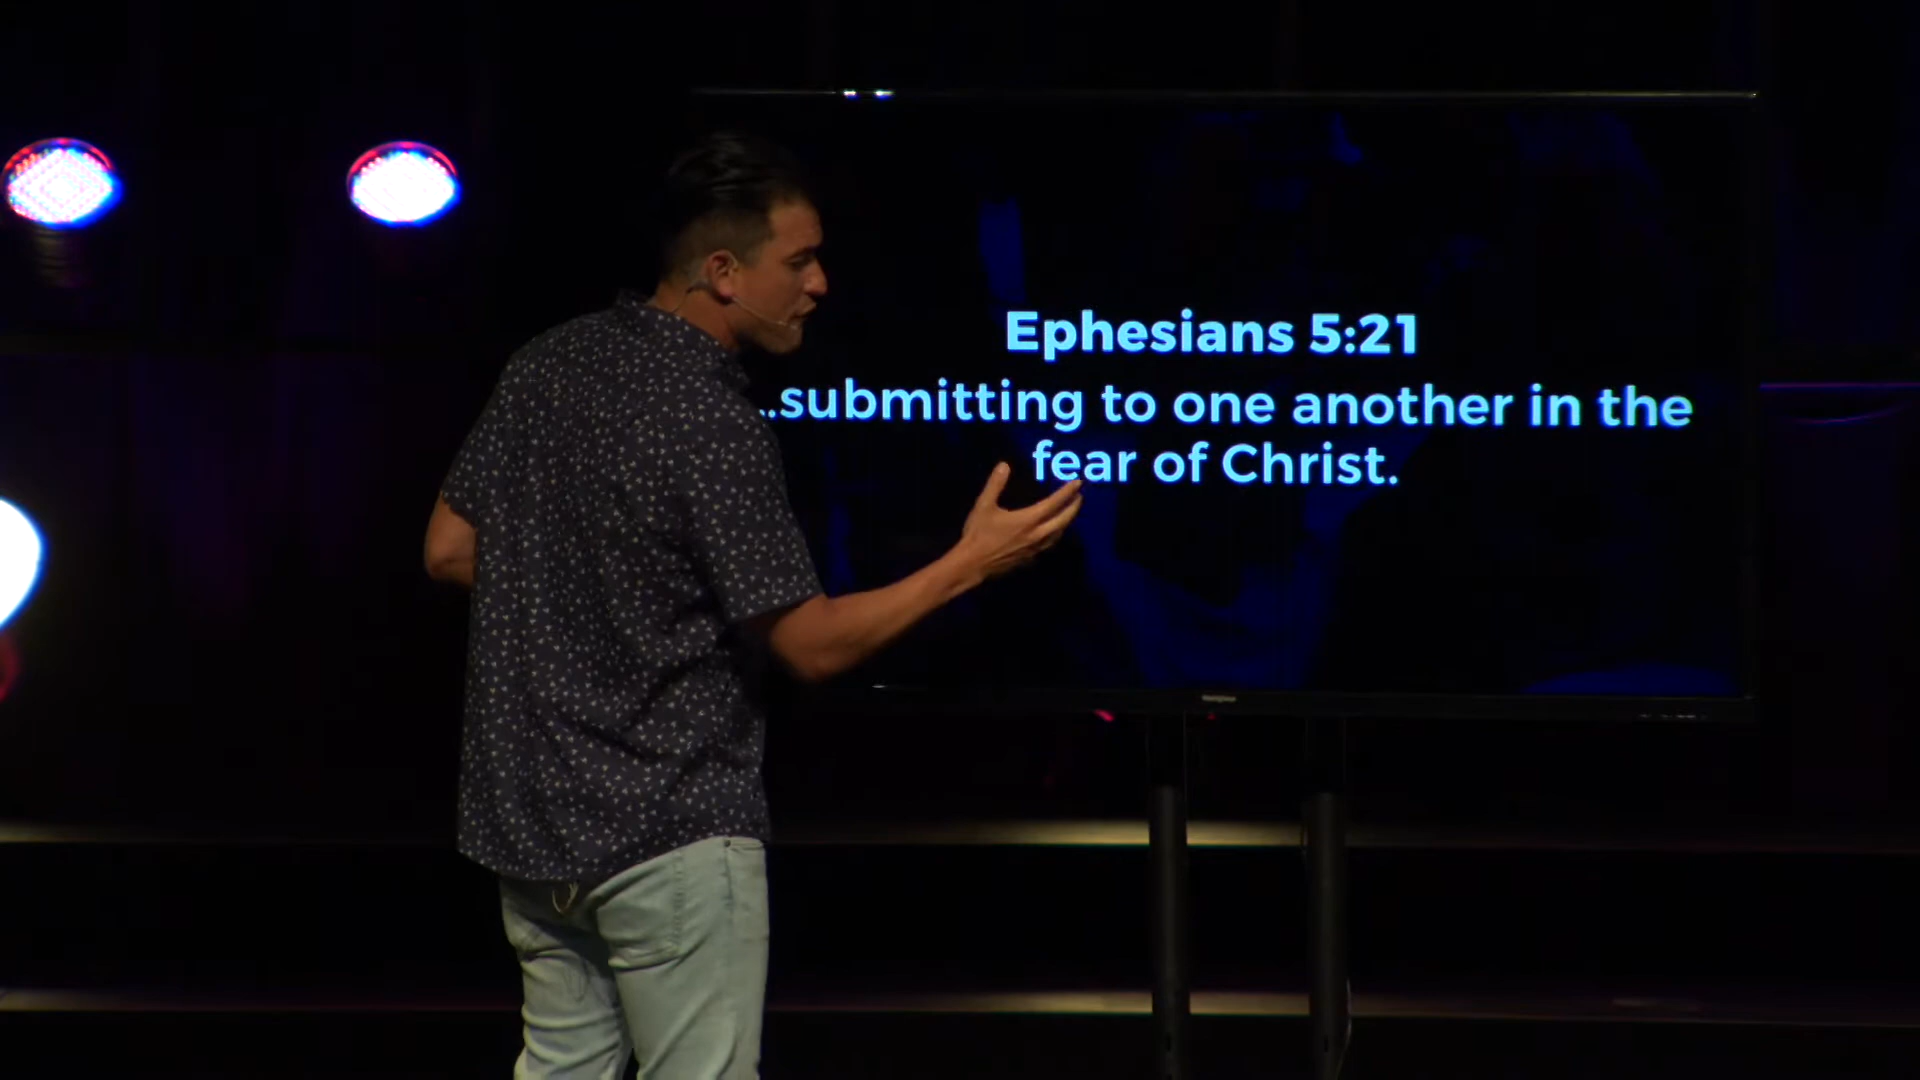 Ephesians 5:21
..submitting to one another in the
fear of Christ.